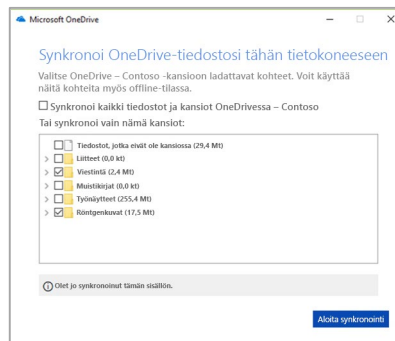 Microsoft OneDrive
Synkronoi OneDrive-tiedostosi tähän tietokoneeseen
Valitse OneDrive – Contoso -kansioon ladattavat kohteet. Voit käyttää
näitä kohteita myös offline-tilassa.
Synkronoi kaikki tiedostot ja kansiot OneDrivessa – Contoso
Tai synkronoi vain nämä kansiot:
Tiedostot, jotka eivät ole kansiossa (29,4 Mt)
Liitteet (0,0 kt)
Viestintä (2,4 Mt)
Muistikirjat (0,0 kt)
Työnäytteet (255,4 Mt)
Röntgenkuvat (17,5 Mt)
Olet jo synkronoinut tämän sisällön.
Aloita synkronointi